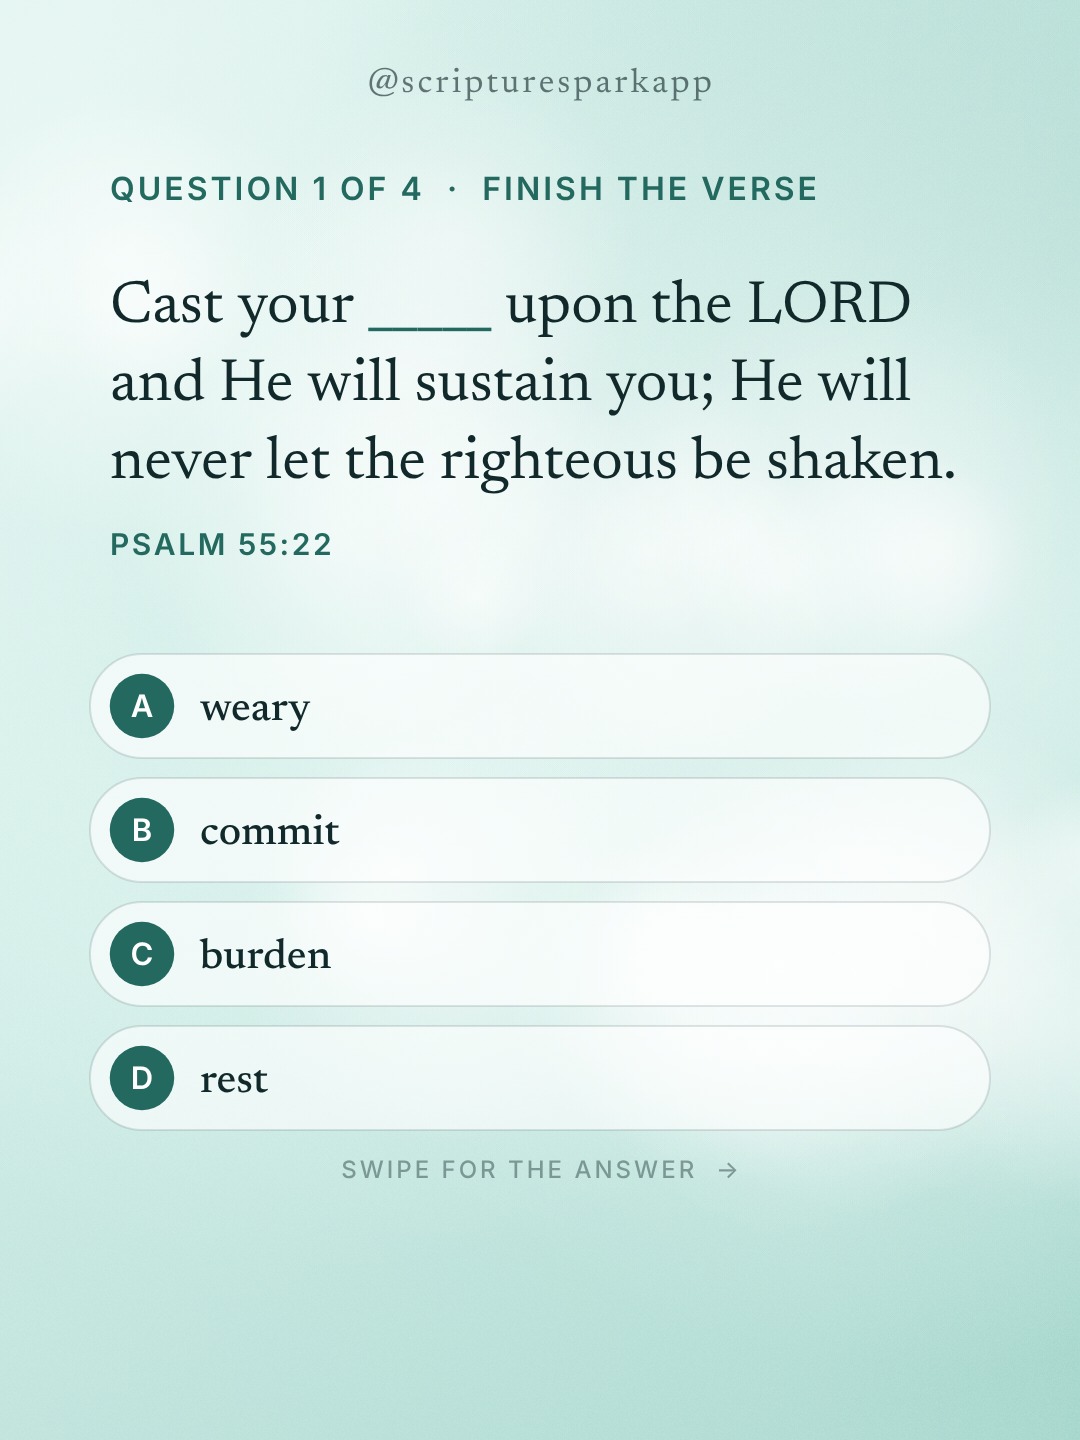 @scripturesparkapp
QUESTION 1 OF 4 · FINISH THE VERSE
Cast your _____ upon the LORD
and He will sustain you; He will
never let the righteous be shaken.
PSALM 55:22
A weary
B commit
C burden
D rest
SWIPE FOR THE ANSWER →